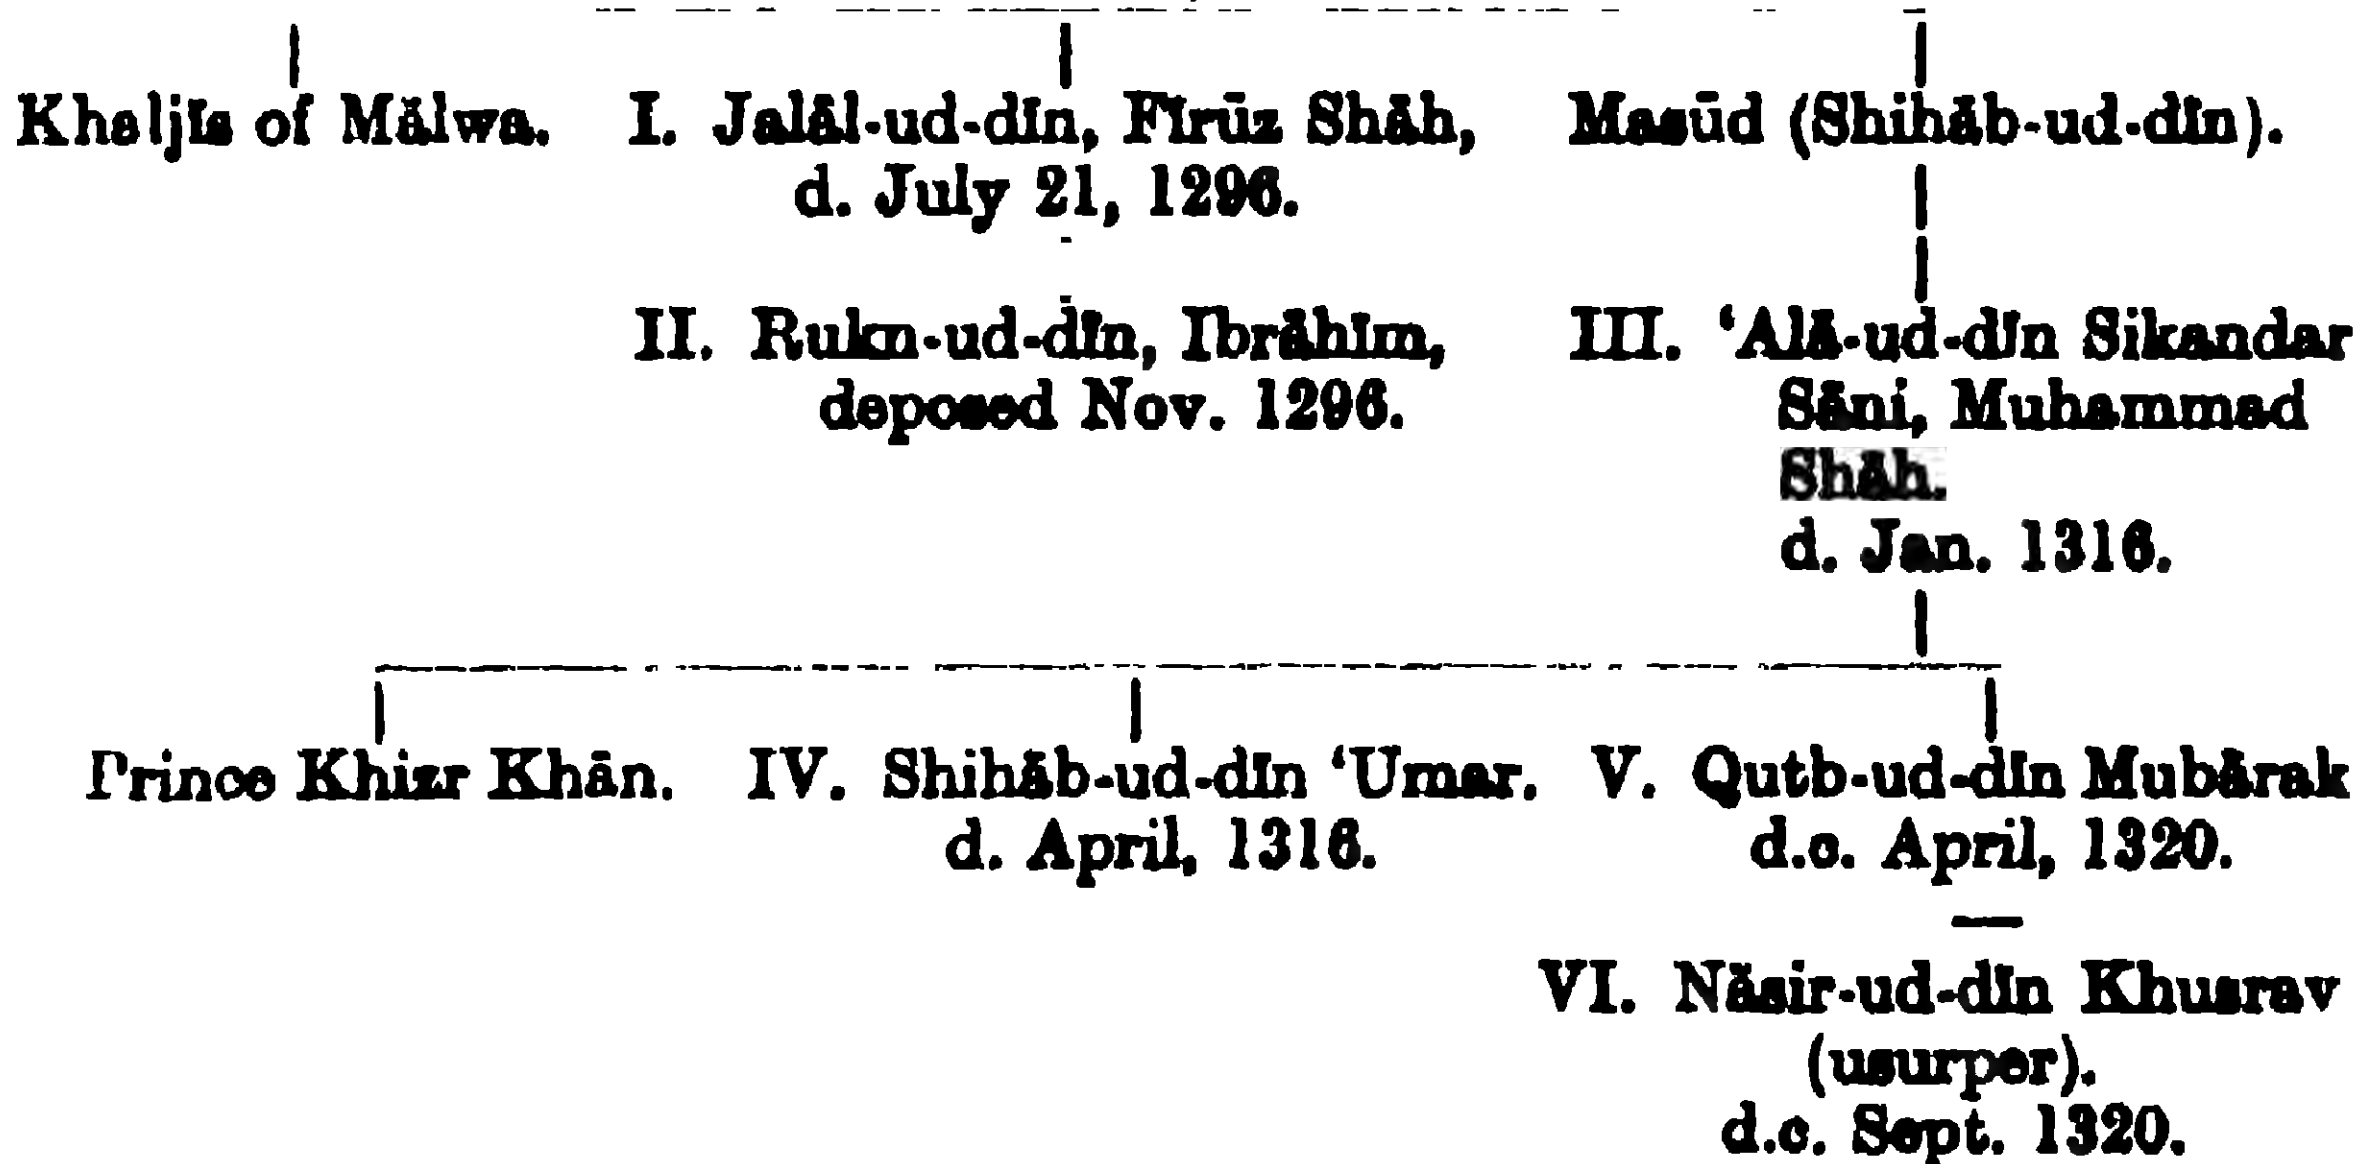 Khaljīs of Mālwa. I. Jalāl-ud-dīn, Fīrūz Shāh, Masūd (Shihāb-ud-dīn).
d. July 21, 1296.
II. Rukn-ud-dīn, Ibrāhīm, III. ‘Alā-ud-dīn Sikandar
deposed Nov. 1296. Sāni, Muhammad
Shāh.
d. Jan. 1316.
Prince Khizr Khān. IV. Shihāb-ud-dīn ‘Umar. V. Qutb-ud-dīn Mubārak
d. April, 1316. d.c. April, 1320.
VI. Nāsir-ud-dīn Khusrav
(usurper).
d.c. Sept. 1320.